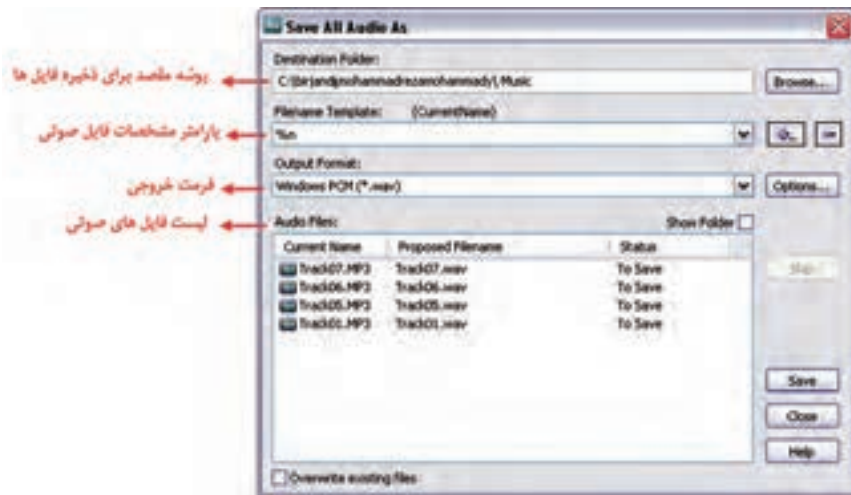 Save All Audio As
Destination Folder:
پوشه مقصد برای ذخیره فایل ها
Browse...
Filename Template: (CurrentName)
پارامتر مشخصات فایل صوتی
%n
Output Format:
فرمت خروجی
Windows PCM (*.wav)
Options...
لیست فایل های صوتی
Audio Files:
Show Folder
Current Name Proposed Filename Status
Track07.MP3 Track07.wav To Save
Track06.MP3 Track06.wav To Save
Track05.MP3 Track05.wav To Save
Track01.MP3 Track01.wav To Save
Skip
Save
Close
Help
Overwrite existing files